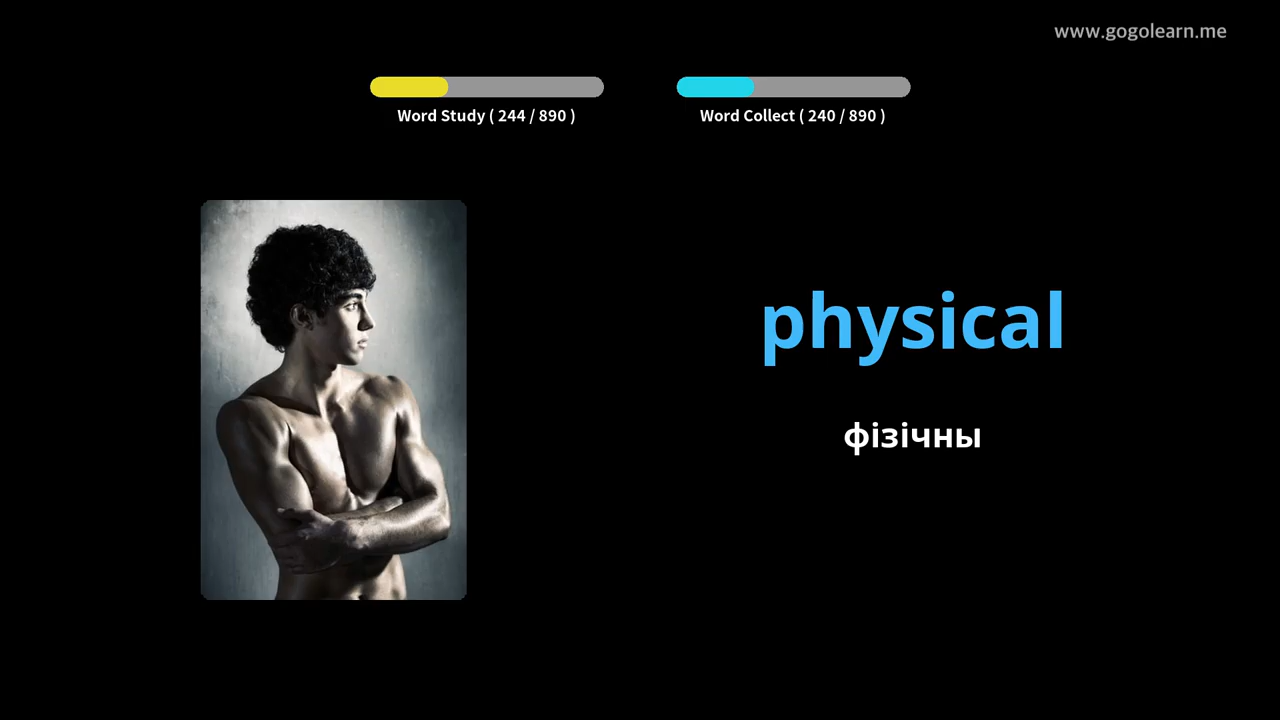 www.gogolearn.me
Word Study ( 244 / 890 )
Word Collect ( 240 / 890 )
physical
фізічны